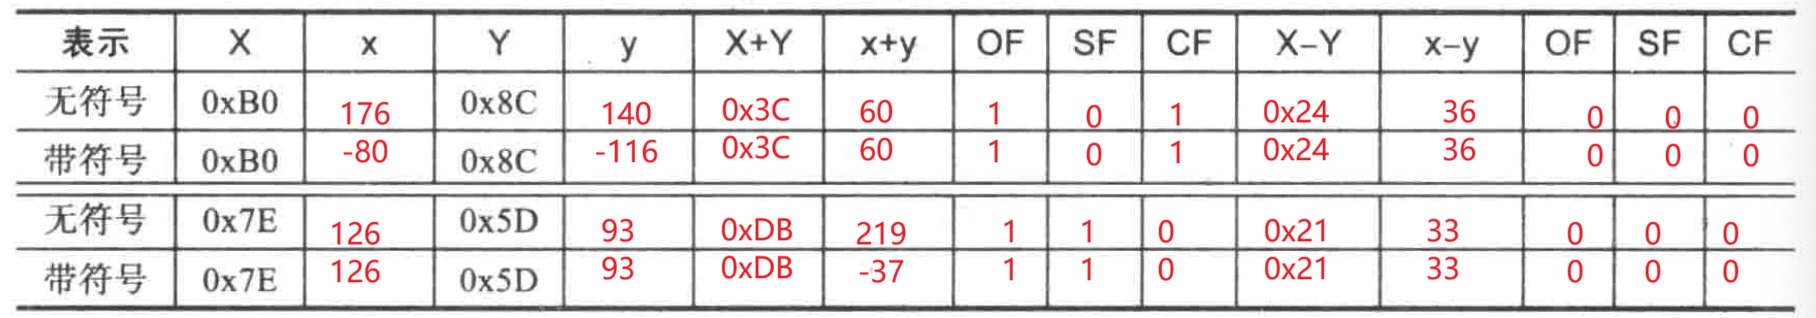 表示 X x Y y X+Y x+y OF SF CF X−Y x−y OF SF CF
无符号 0xB0 176 0x8C 140 0x3C 60 1 0 1 0x24 36 0 0 0
带符号 0xB0 -80 0x8C -116 0x3C 60 1 0 1 0x24 36 0 0 0
无符号 0x7E 126 0x5D 93 0xDB 219 1 1 0 0x21 33 0 0 0
带符号 0x7E 126 0x5D 93 0xDB -37 1 1 0 0x21 33 0 0 0